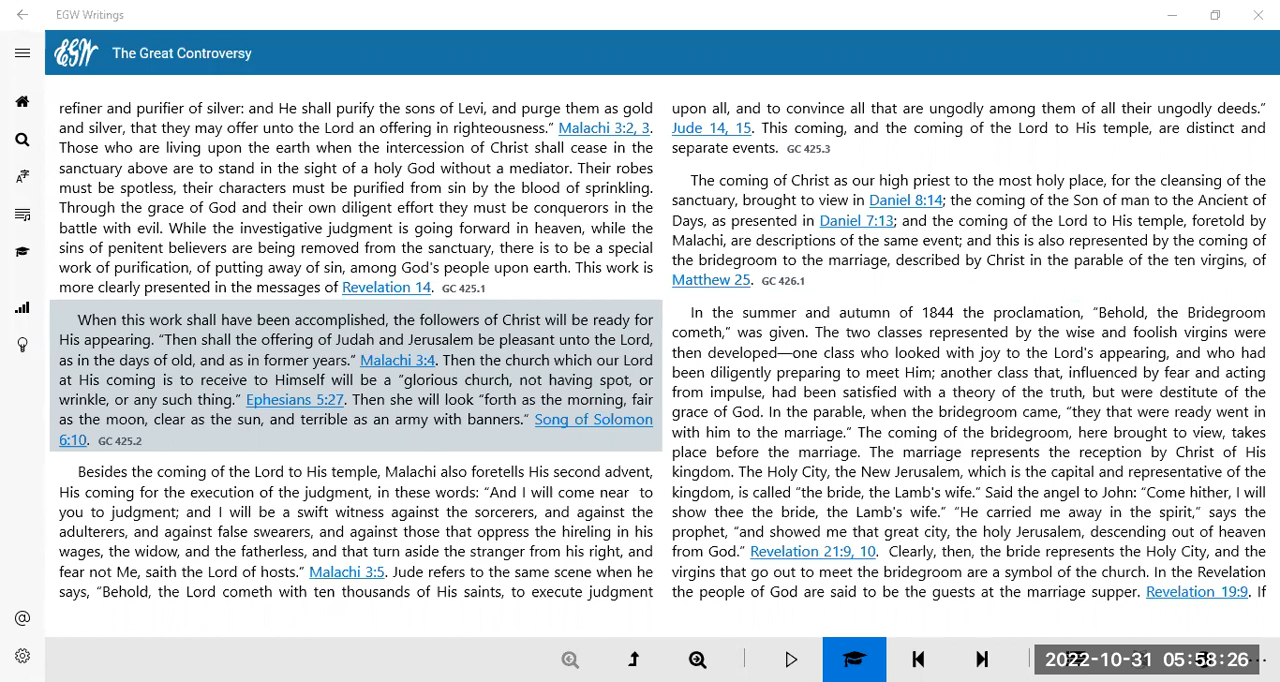 EGW Writings
EGW The Great Controversy
refiner and purifier of silver: and He shall purify the sons of Levi, and purge them as gold
and silver, that they may offer unto the Lord an offering in righteousness.” Malachi 3:2, 3.
Those who are living upon the earth when the intercession of Christ shall cease in the
sanctuary above are to stand in the sight of a holy God without a mediator. Their robes
must be spotless, their characters must be purified from sin by the blood of sprinkling.
Through the grace of God and their own diligent effort they must be conquerors in the
battle with evil. While the investigative judgment is going forward in heaven, while the
sins of penitent believers are being removed from the sanctuary, there is to be a special
work of purification, of putting away of sin, among God's people upon earth. This work is
more clearly presented in the messages of Revelation 14. GC 425.1
When this work shall have been accomplished, the followers of Christ will be ready for
His appearing. “Then shall the offering of Judah and Jerusalem be pleasant unto the Lord,
as in the days of old, and as in former years.” Malachi 3:4. Then the church which our Lord
at His coming is to receive to Himself will be a “glorious church, not having spot, or
wrinkle, or any such thing.” Ephesians 5:27. Then she will look “forth as the morning, fair
as the moon, clear as the sun, and terrible as an army with banners.” Song of Solomon
6:10. GC 425.2
Besides the coming of the Lord to His temple, Malachi also foretells His second advent,
His coming for the execution of the judgment, in these words: “And I will come near to
you to judgment; and I will be a swift witness against the sorcerers, and against the
adulterers, and against false swearers, and against those that oppress the hireling in his
wages, the widow, and the fatherless, and that turn aside the stranger from his right, and
fear not Me, saith the Lord of hosts.” Malachi 3:5. Jude refers to the same scene when he
says, “Behold, the Lord cometh with ten thousands of His saints, to execute judgment
upon all, and to convince all that are ungodly among them of all their ungodly deeds.”
Jude 14, 15. This coming, and the coming of the Lord to His temple, are distinct and
separate events. GC 425.3
The coming of Christ as our high priest to the most holy place, for the cleansing of the
sanctuary, brought to view in Daniel 8:14; the coming of the Son of man to the Ancient of
Days, as presented in Daniel 7:13; and the coming of the Lord to His temple, foretold by
Malachi, are descriptions of the same event; and this is also represented by the coming of
the bridegroom to the marriage, described by Christ in the parable of the ten virgins, of
Matthew 25. GC 426.1
In the summer and autumn of 1844 the proclamation, “Behold, the Bridegroom
cometh,” was given. The two classes represented by the wise and foolish virgins were
then developed—one class who looked with joy to the Lord's appearing, and who had
been diligently preparing to meet Him; another class that, influenced by fear and acting
from impulse, had been satisfied with a theory of the truth, but were destitute of the
grace of God. In the parable, when the bridegroom came, “they that were ready went in
with him to the marriage.” The coming of the bridegroom, here brought to view, takes
place before the marriage. The marriage represents the reception by Christ of His
kingdom. The Holy City, the New Jerusalem, which is the capital and representative of the
kingdom, is called “the bride, the Lamb's wife.” Said the angel to John: “Come hither, I will
show thee the bride, the Lamb's wife.” “He carried me away in the spirit,” says the
prophet, “and showed me that great city, the holy Jerusalem, descending out of heaven
from God.” Revelation 21:9, 10. Clearly, then, the bride represents the Holy City, and the
virgins that go out to meet the bridegroom are a symbol of the church. In the Revelation
the people of God are said to be the guests at the marriage supper. Revelation 19:9. If
2022-10-31 05:58:26